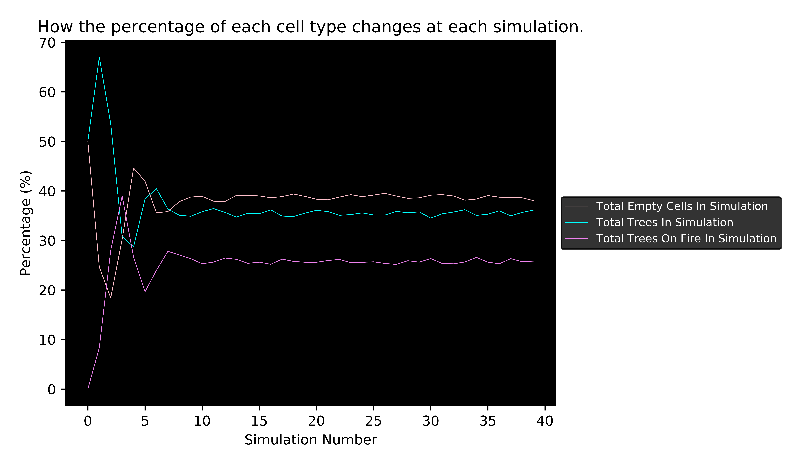 How the percentage of each cell type changes at each simulation.
70
60
50
40
30
20
10
0
Percentage (%)
0 5 10 15 20 25 30 35 40
Simulation Number
Total Empty Cells In Simulation
Total Trees In Simulation
Total Trees On Fire In Simulation